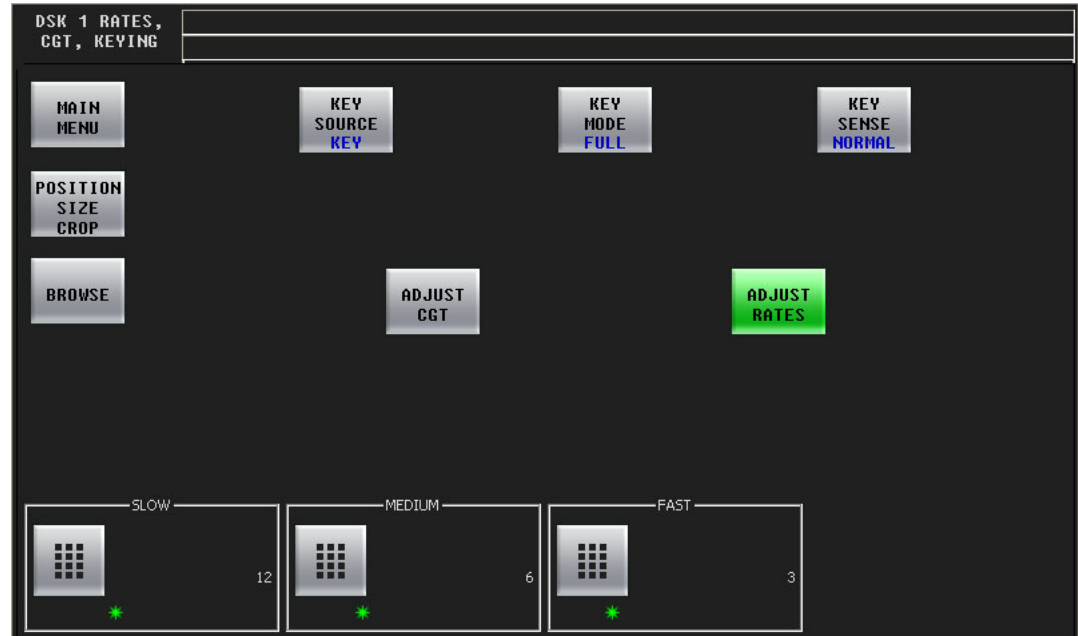 DSK 1 RATES,
CGT, KEYING
MAIN
MENU
KEY
SOURCE
KEY
KEY
MODE
FULL
KEY
SENSE
NORMAL
POSITION
SIZE
CROP
BROWSE
ADJUST
CGT
ADJUST
RATES
SLOW
12
MEDIUM
6
FAST
3